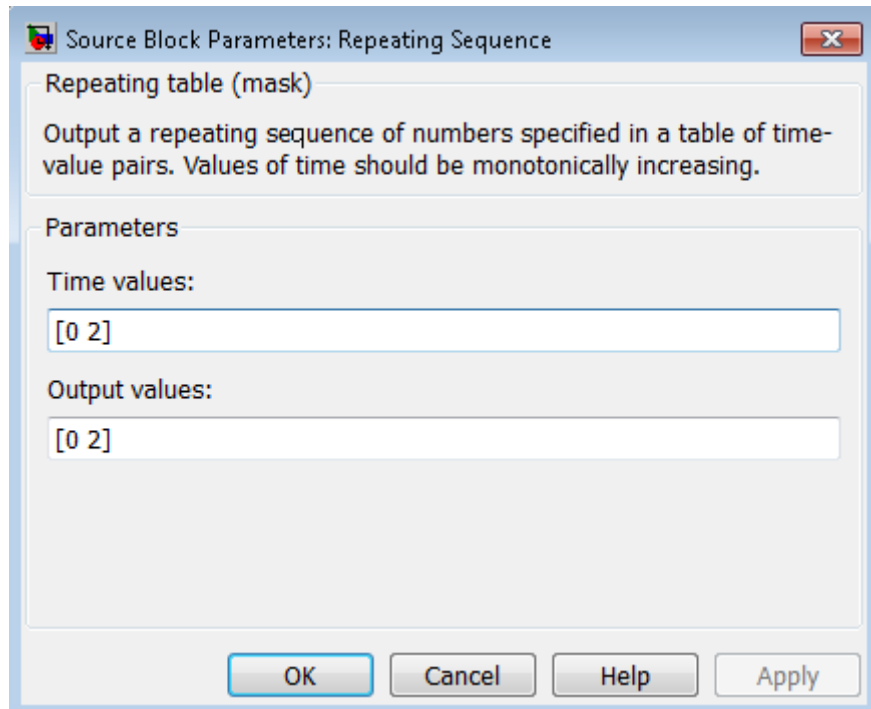 Source Block Parameters: Repeating Sequence
Repeating table (mask)
Output a repeating sequence of numbers specified in a table of time-
value pairs. Values of time should be monotonically increasing.
Parameters
Time values:
[0 2]
Output values:
[0 2]
OK Cancel Help Apply